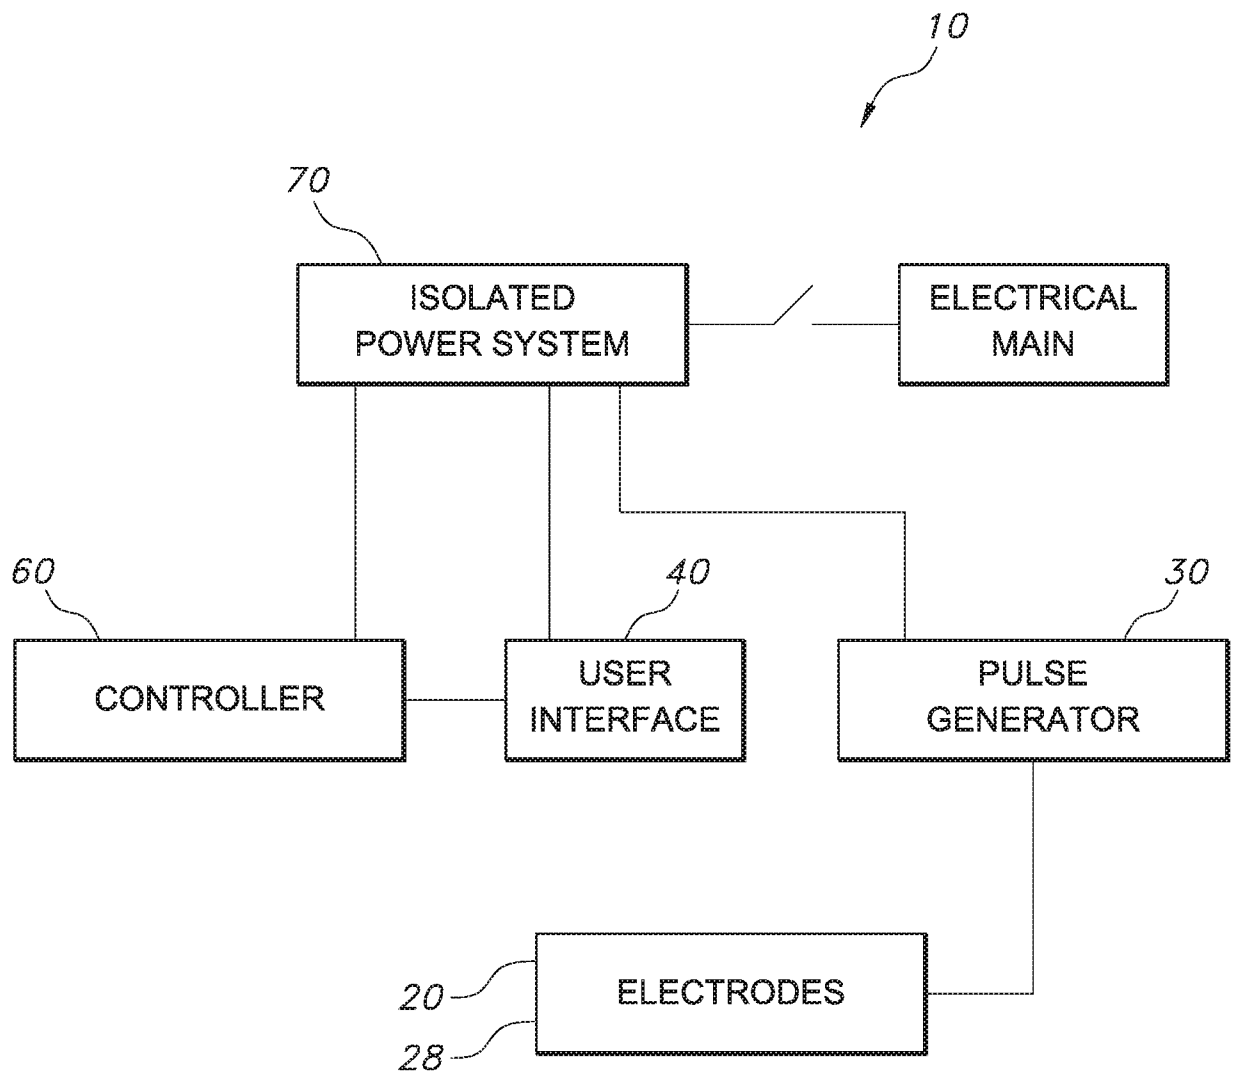 10
70
ISOLATED
POWER SYSTEM
ELECTRICAL
MAIN
60
40
30
CONTROLLER
USER
INTERFACE
PULSE
GENERATOR
20
ELECTRODES
28